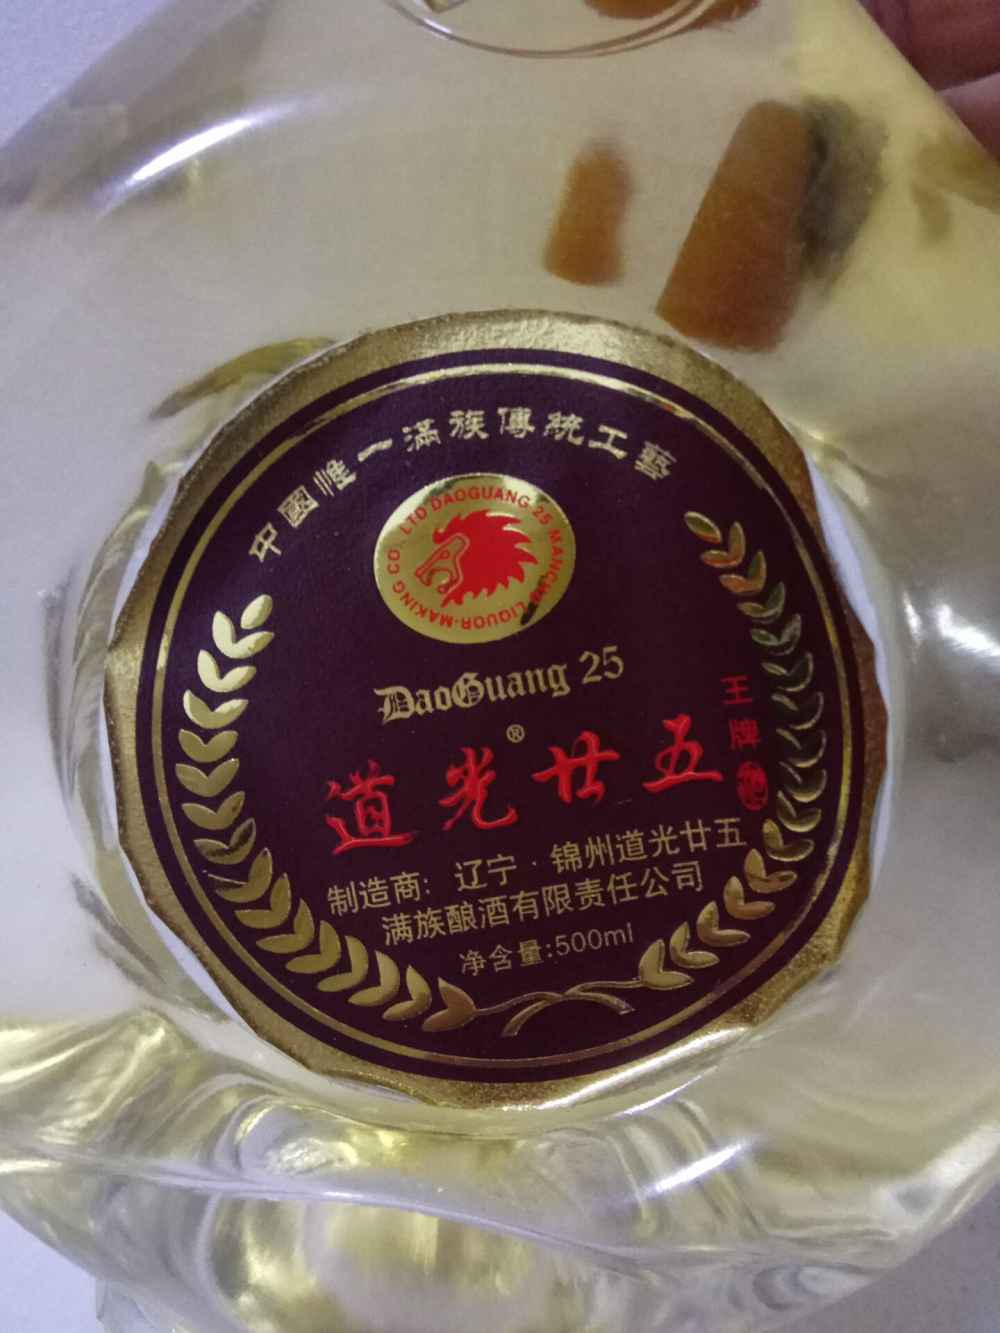 中國惟一滿族傳統工藝
CO., LTD DAOGUANG 25 MANCHU LIQUOR-MAKING
DaoGuang 25
®
道光廿五
王牌
制造商：辽宁·锦州道光廿五
满族酿酒有限责任公司
净含量:500ml